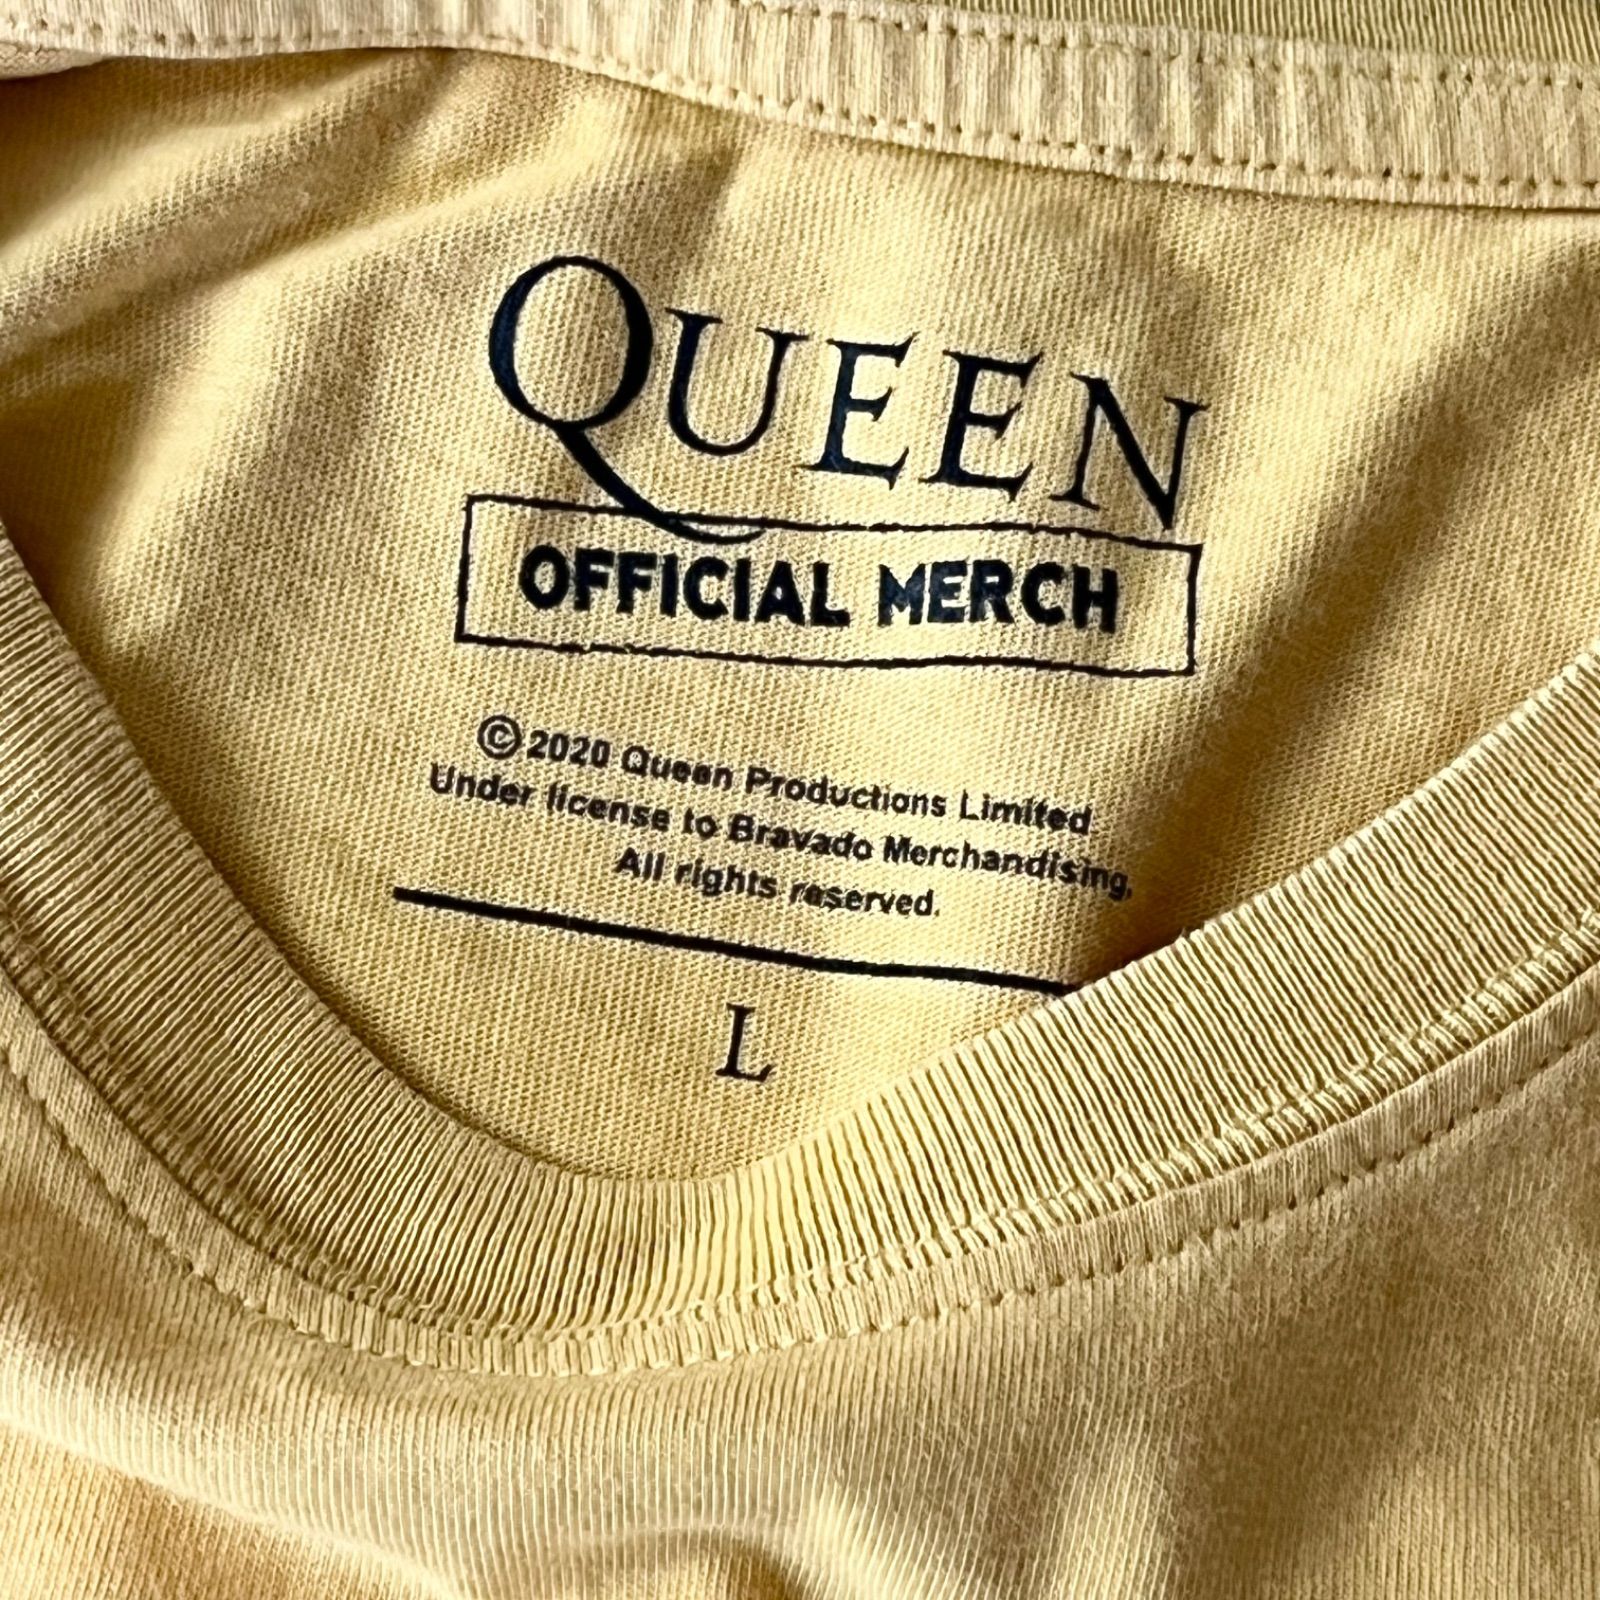 QUEEN
OFFICIAL MERCH
© 2020 Queen Productions Limited
Under license to Bravado Merchandising.
All rights reserved.
L